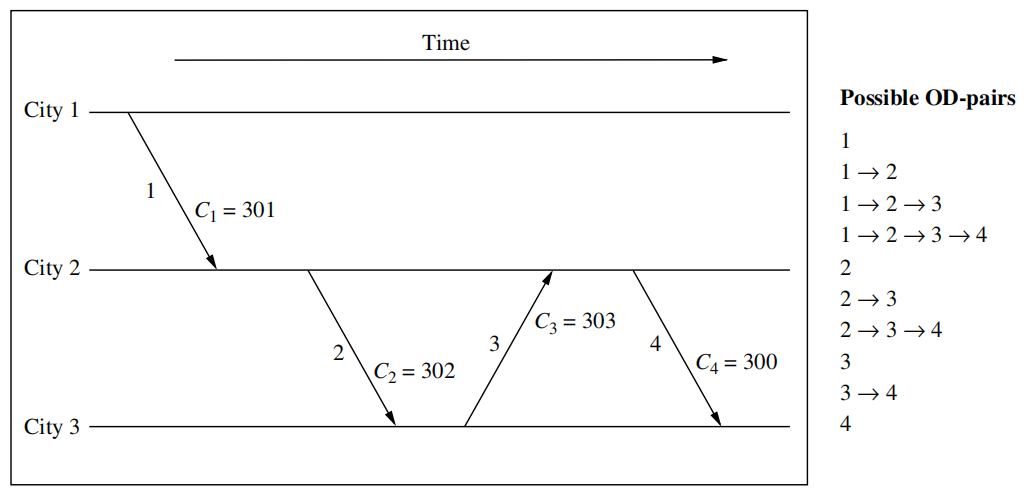 Time
City 1
1
C1 = 301
City 2
2
C2 = 302
3
C3 = 303
4
C4 = 300
City 3
Possible OD-pairs
1
1 → 2
1 → 2 → 3
1 → 2 → 3 → 4
2
2 → 3
2 → 3 → 4
3
3 → 4
4